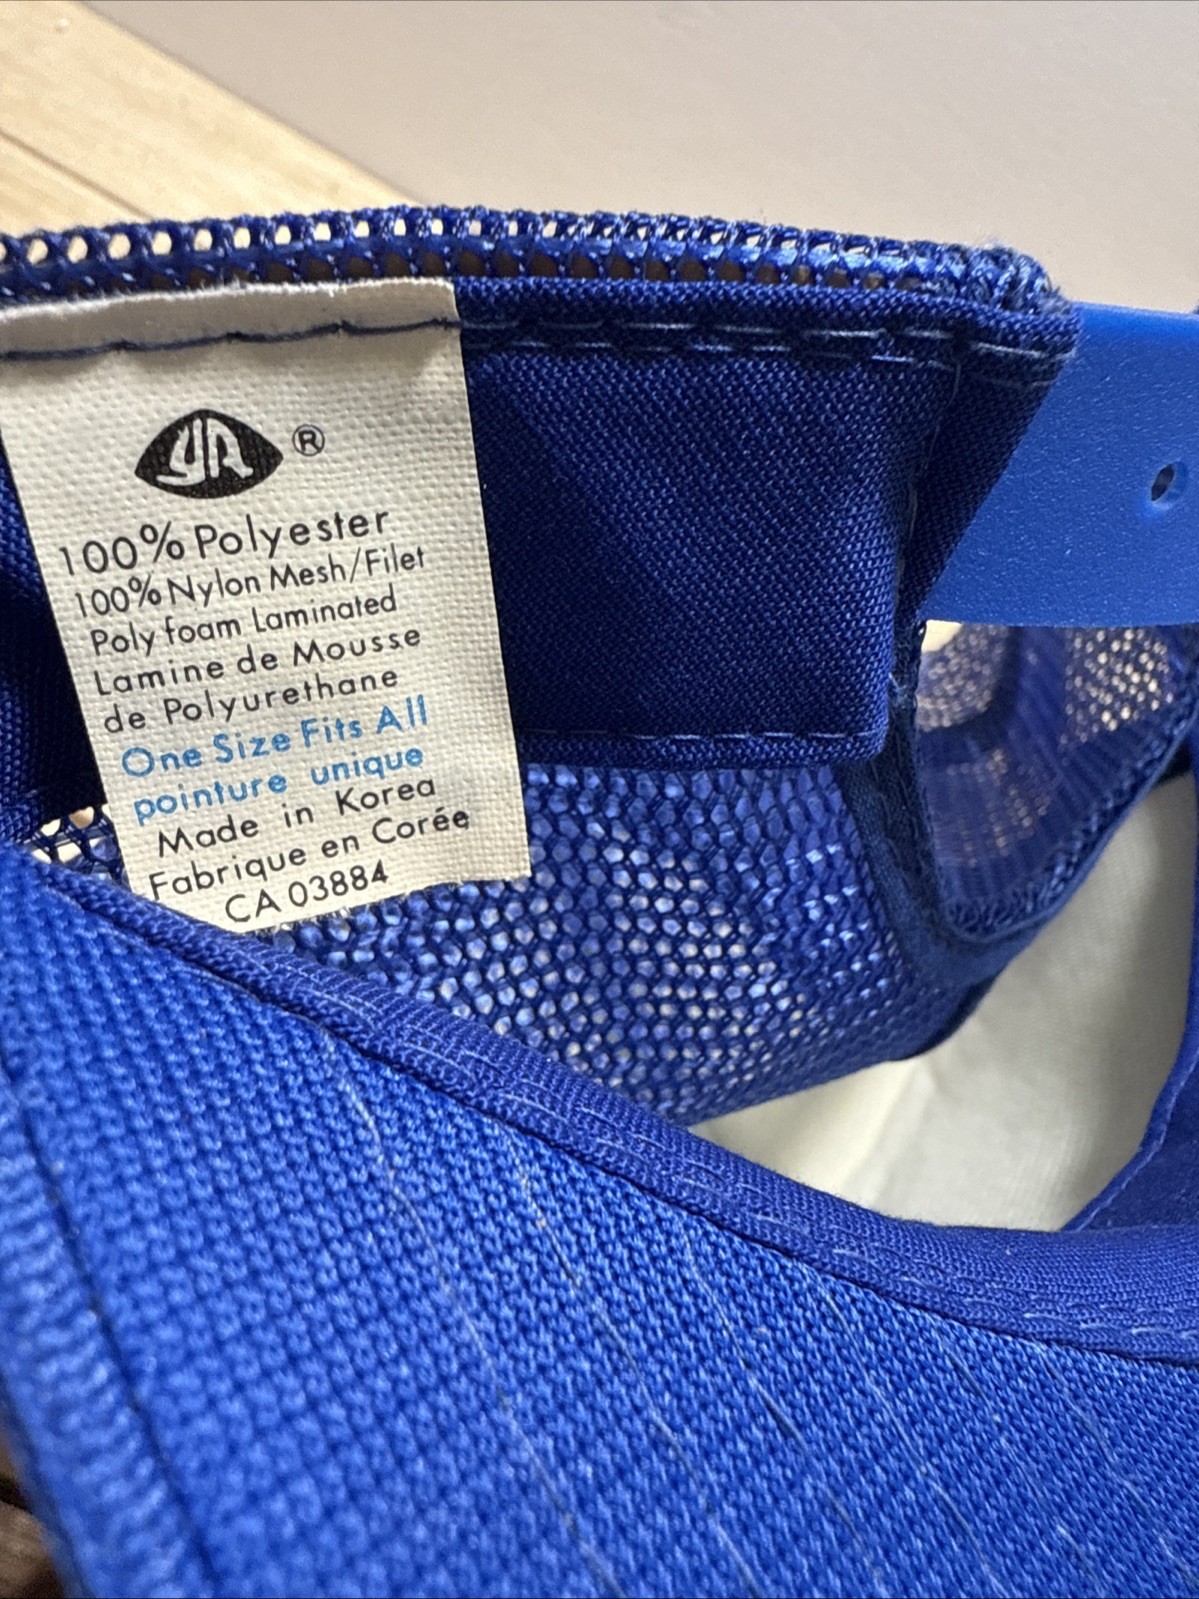 YA ®
100% Polyester
100% Nylon Mesh/Filet
Poly foam Laminated
Lamine de Mousse
de Polyurethane
One Size Fits All
pointure unique
Made in Korea
Fabrique en Corée
CA 03884